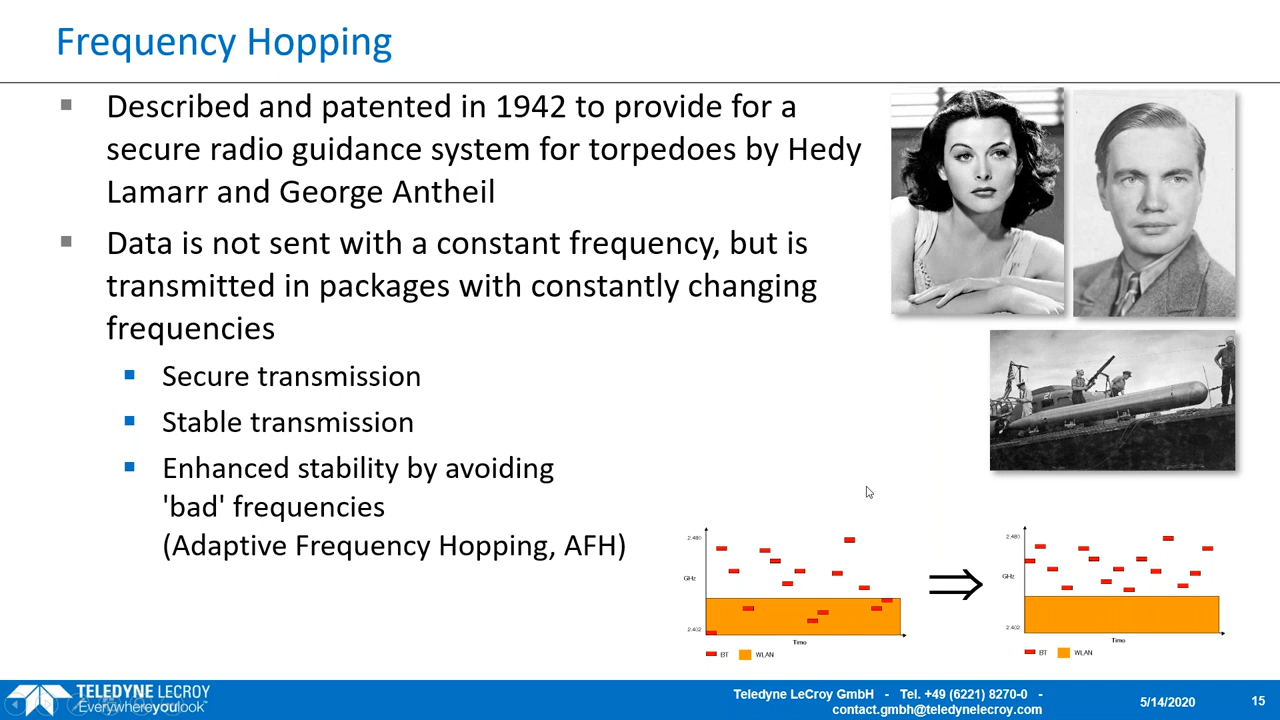 Frequency Hopping
Described and patented in 1942 to provide for a
secure radio guidance system for torpedoes by Hedy
Lamarr and George Antheil
Data is not sent with a constant frequency, but is
transmitted in packages with constantly changing
frequencies
Secure transmission
Stable transmission
Enhanced stability by avoiding
'bad' frequencies
(Adaptive Frequency Hopping, AFH)
2.480
GHz
2.402
Time
BT WLAN
⇒
2.480
GHz
2.402
Time
BT WLAN
TELEDYNE LECROY
Everywhereyoulook™
Teledyne LeCroy GmbH - Tel. +49 (6221) 8270-0 -
contact.gmbh@teledynelecroy.com
5/14/2020
15